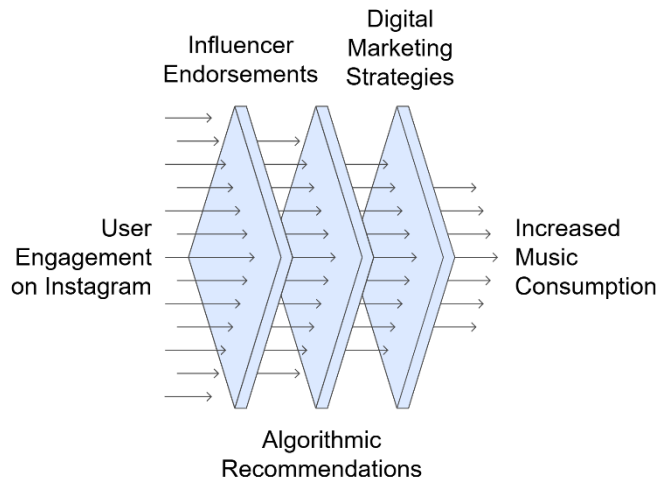 Influencer
Endorsements
Digital
Marketing
Strategies
User
Engagement
on Instagram
Increased
Music
Consumption
Algorithmic
Recommendations